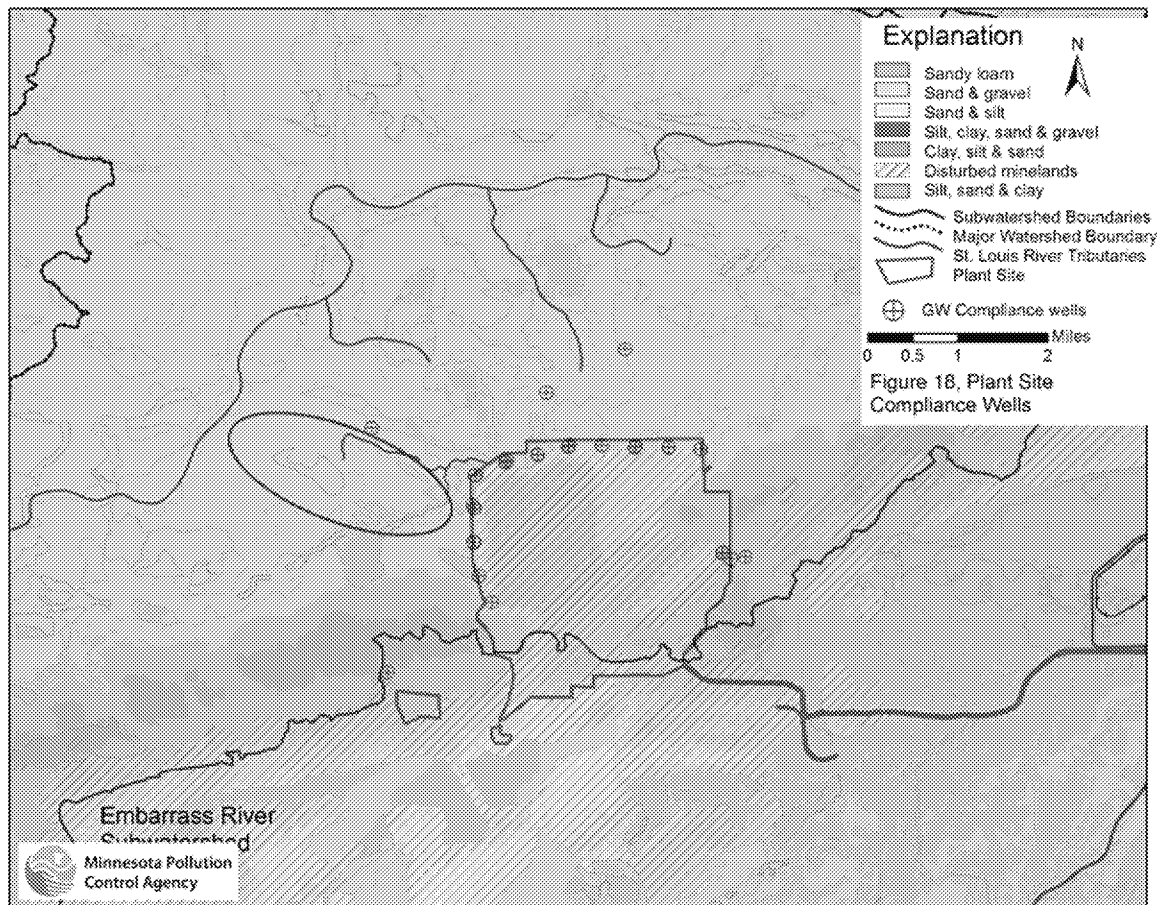 Explanation
N
Sandy loam
Sand & gravel
Sand & silt
Silt, clay, sand & gravel
Clay, silt & sand
Disturbed minelands
Silt, sand & clay
Subwatershed Boundaries
Major Watershed Boundary
St. Louis River Tributaries
Plant Site
GW Compliance wells
Miles
0 0.5 1 2
Figure 18, Plant Site
Compliance Wells
Embarrass River
Subwatershed
Minnesota Pollution
Control Agency